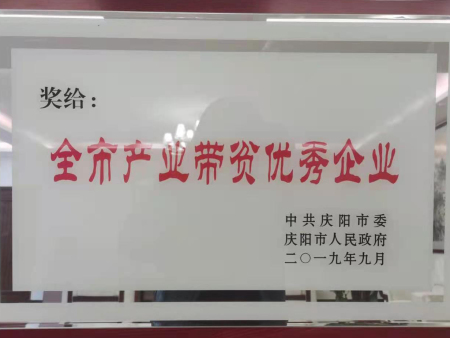 奖给：
全市产业带贫优秀企业
中共庆阳市委
庆阳市人民政府
二〇一九年九月